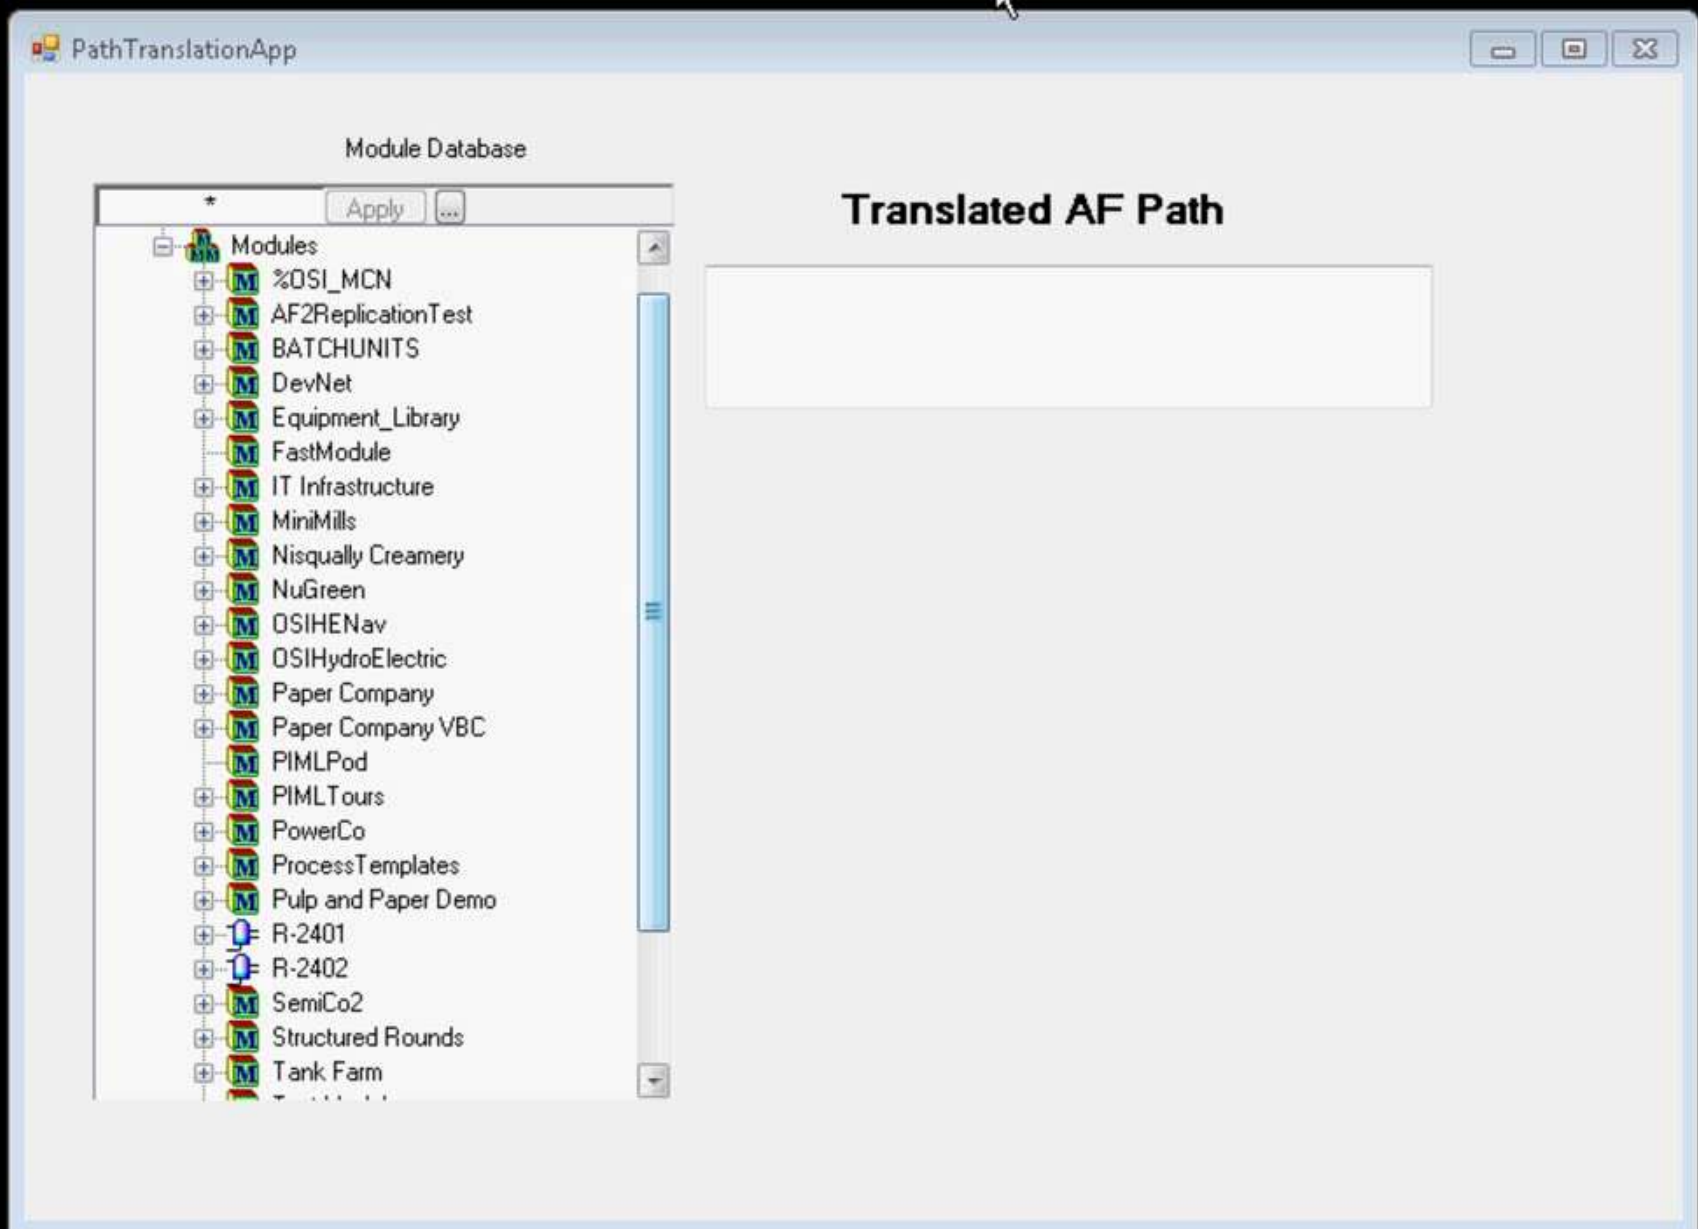 PathTranslationApp
Module Database
*
Apply
...
Translated AF Path
Modules
%OSI_MCN
AF2ReplicationTest
BATCHUNITS
DevNet
Equipment_Library
FastModule
IT Infrastructure
MiniMills
Nisqually Creamery
NuGreen
OSIHENav
OSIHydroElectric
Paper Company
Paper Company VBC
PIMLPod
PIMLTours
PowerCo
ProcessTemplates
Pulp and Paper Demo
R-2401
R-2402
SemiCo2
Structured Rounds
Tank Farm